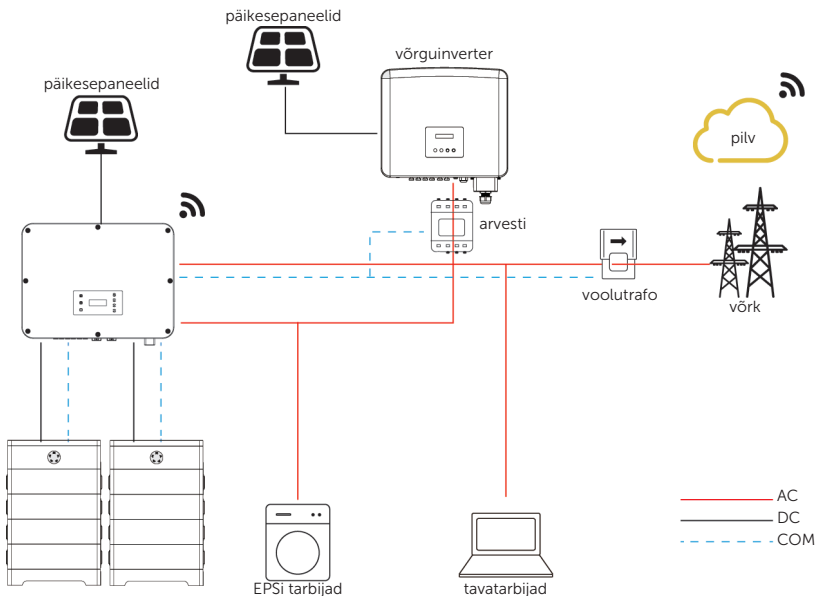 päikesepaneelid
võrguinverter
päikesepaneelid
pilv
arvesti
voolutrafo
võrk
AC
DC
COM
EPSi tarbijad
tavatarbijad